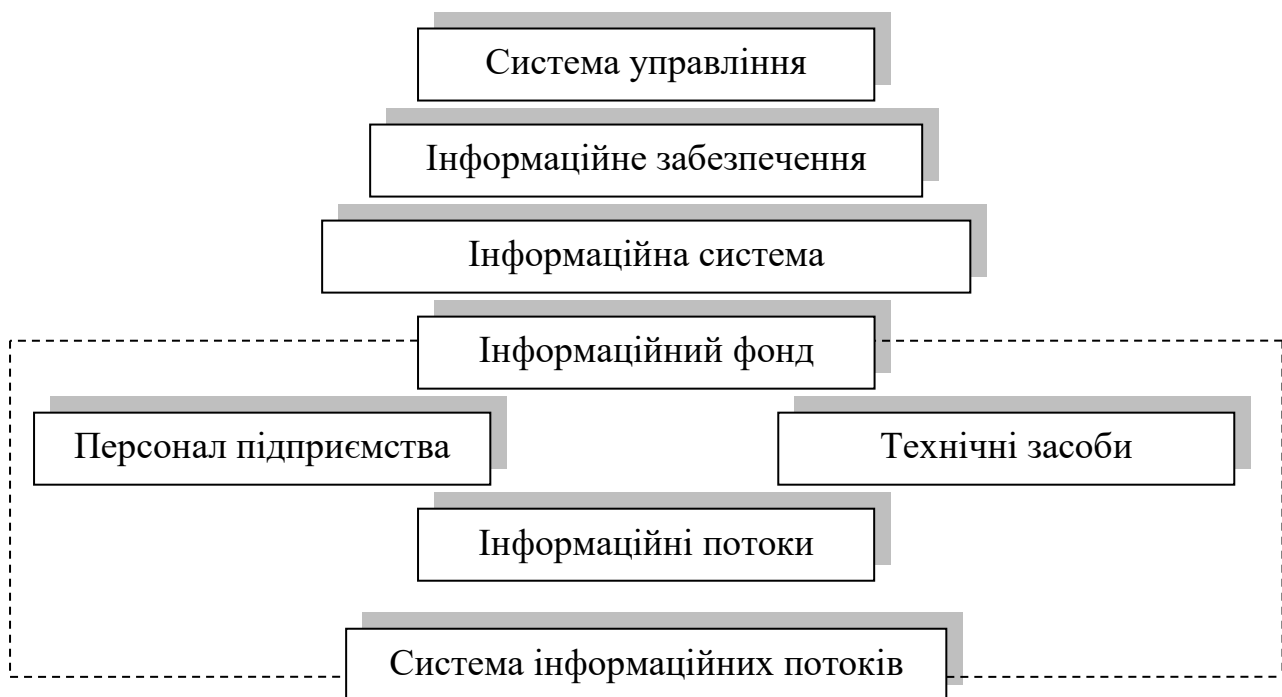 Система управління
Інформаційне забезпечення
Інформаційна система
Інформаційний фонд
Персонал підприємства
Технічні засоби
Інформаційні потоки
Система інформаційних потоків